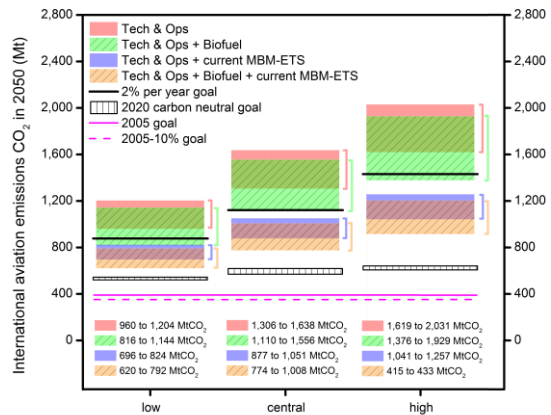 International aviation emissions CO2 in 2050 (Mt)
2,800
2,400
2,000
1,600
1,200
800
400
0
Tech & Ops
Tech & Ops + Biofuel
Tech & Ops + current MBM-ETS
Tech & Ops + Biofuel + current MBM-ETS
2% per year goal
2020 carbon neutral goal
2005 goal
2005-10% goal
2,800
2,400
2,000
1,600
1,200
800
400
0
960 to 1,204 MtCO2
816 to 1,144 MtCO2
696 to 824 MtCO2
620 to 792 MtCO2
1,306 to 1,638 MtCO2
1,110 to 1,556 MtCO2
877 to 1,051 MtCO2
774 to 1,008 MtCO2
1,619 to 2,031 MtCO2
1,376 to 1,929 MtCO2
1,041 to 1,257 MtCO2
415 to 433 MtCO2
low
central
high